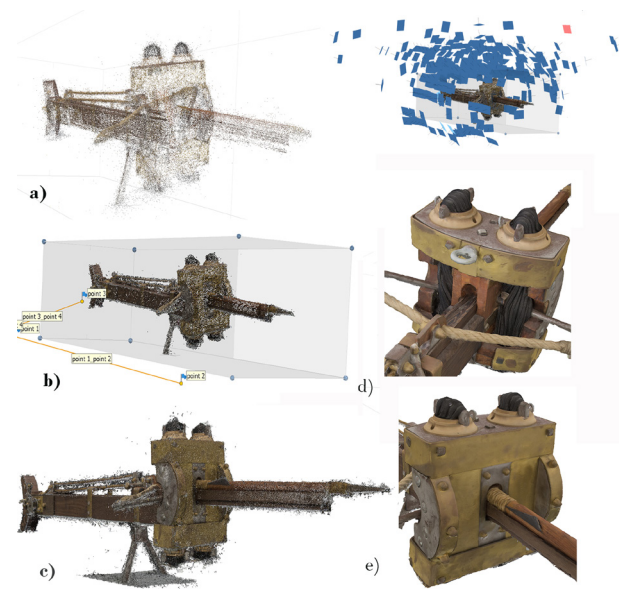 a)
point 3
point 3_point 4
point 1
point 1_point 2
point 2
b)
d)
c)
e)